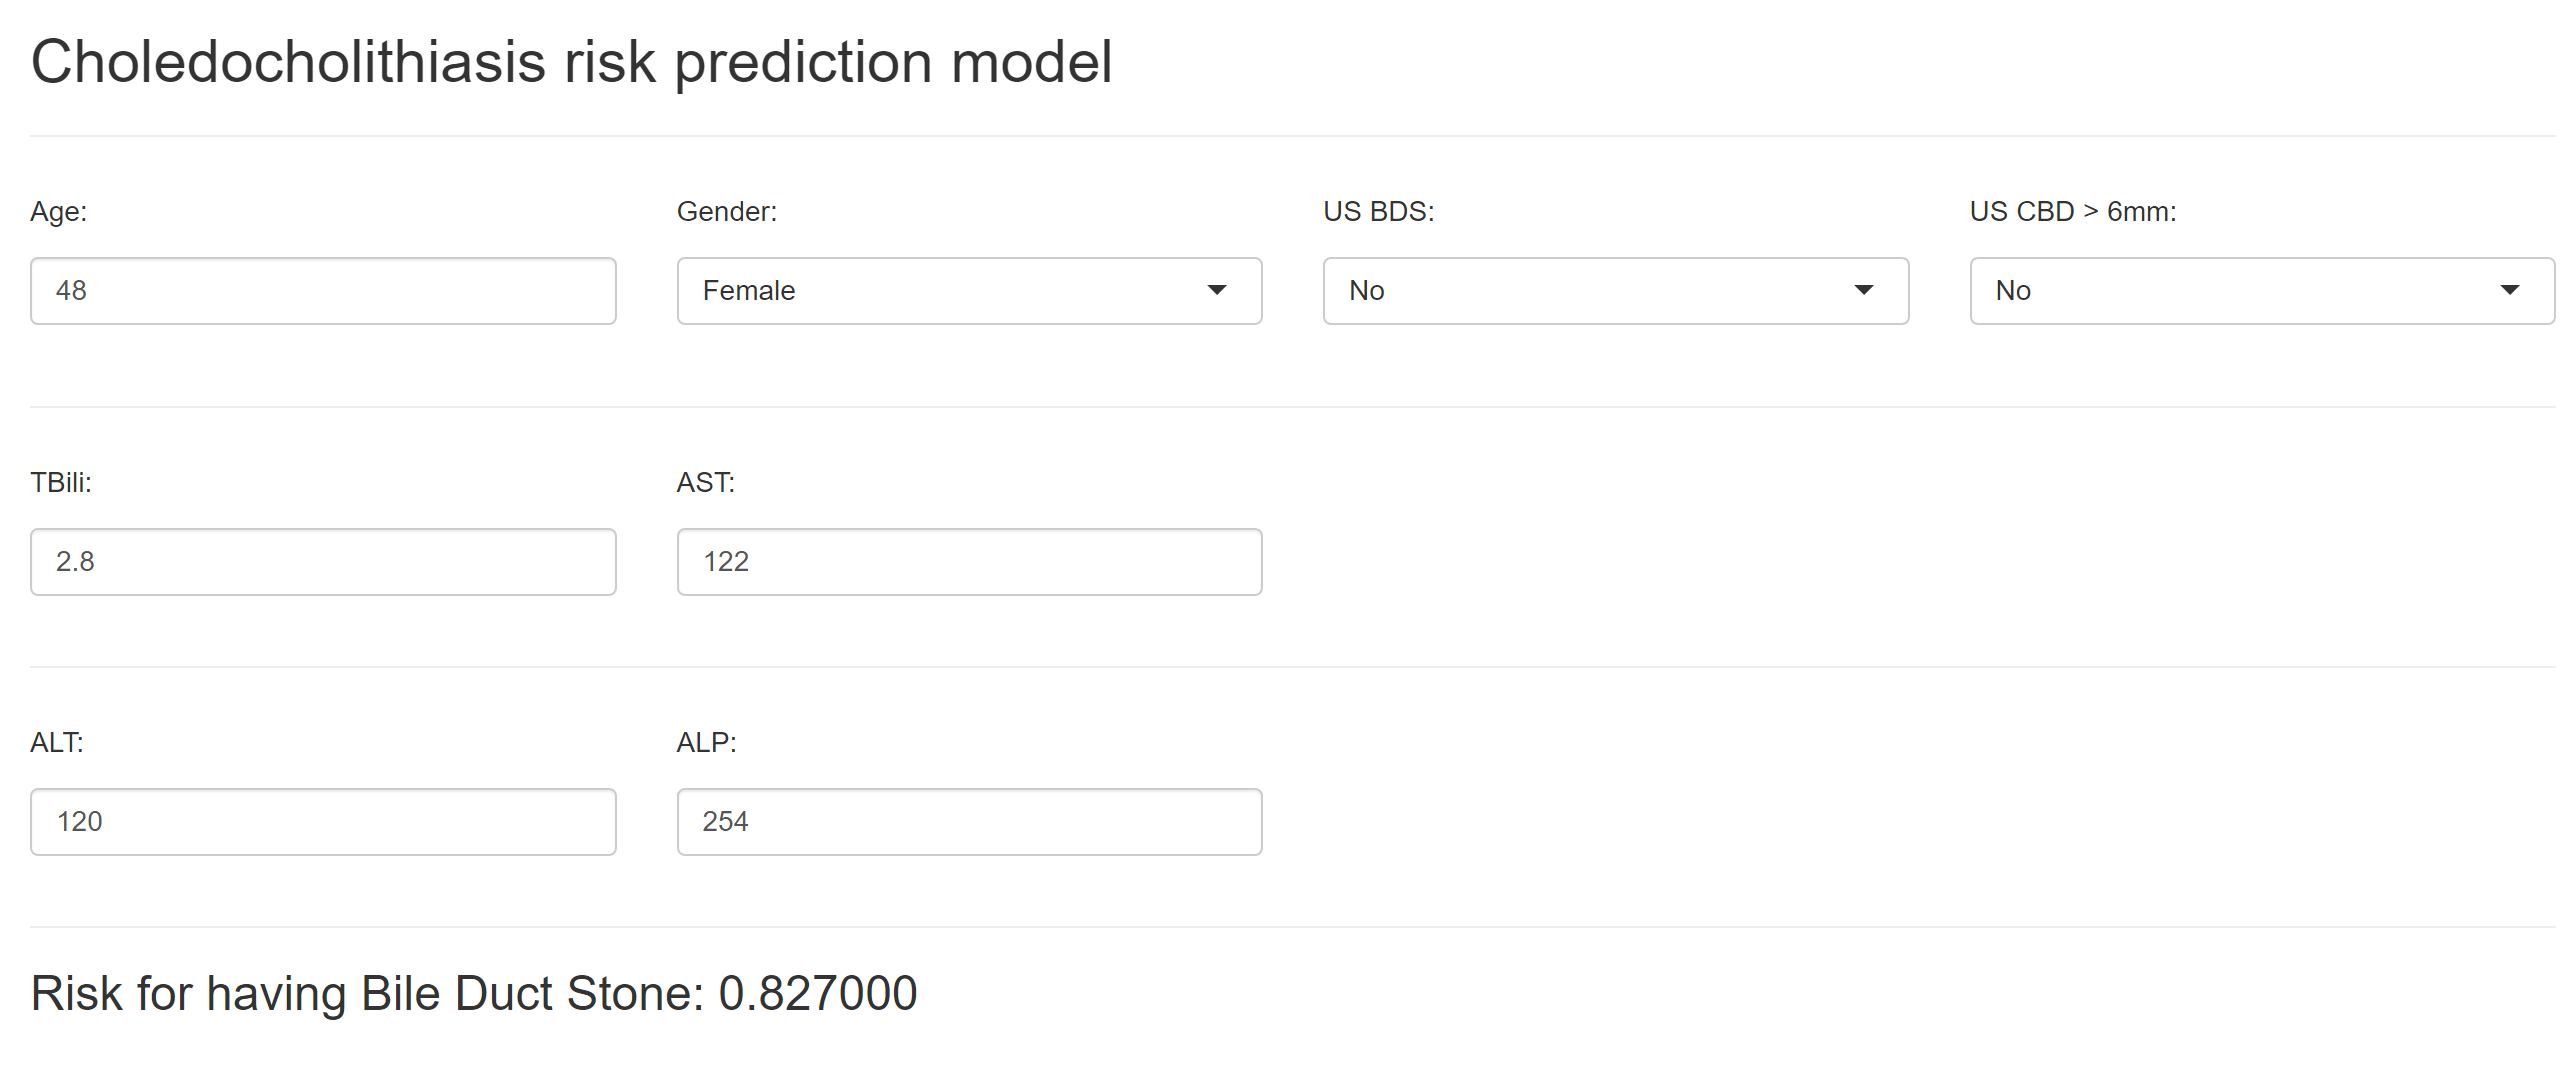 Choledocholithiasis risk prediction model
Age: Gender: US BDS: US CBD > 6mm:
48 Female No No
TBili: AST:
2.8 122
ALT: ALP:
120 254
Risk for having Bile Duct Stone: 0.827000